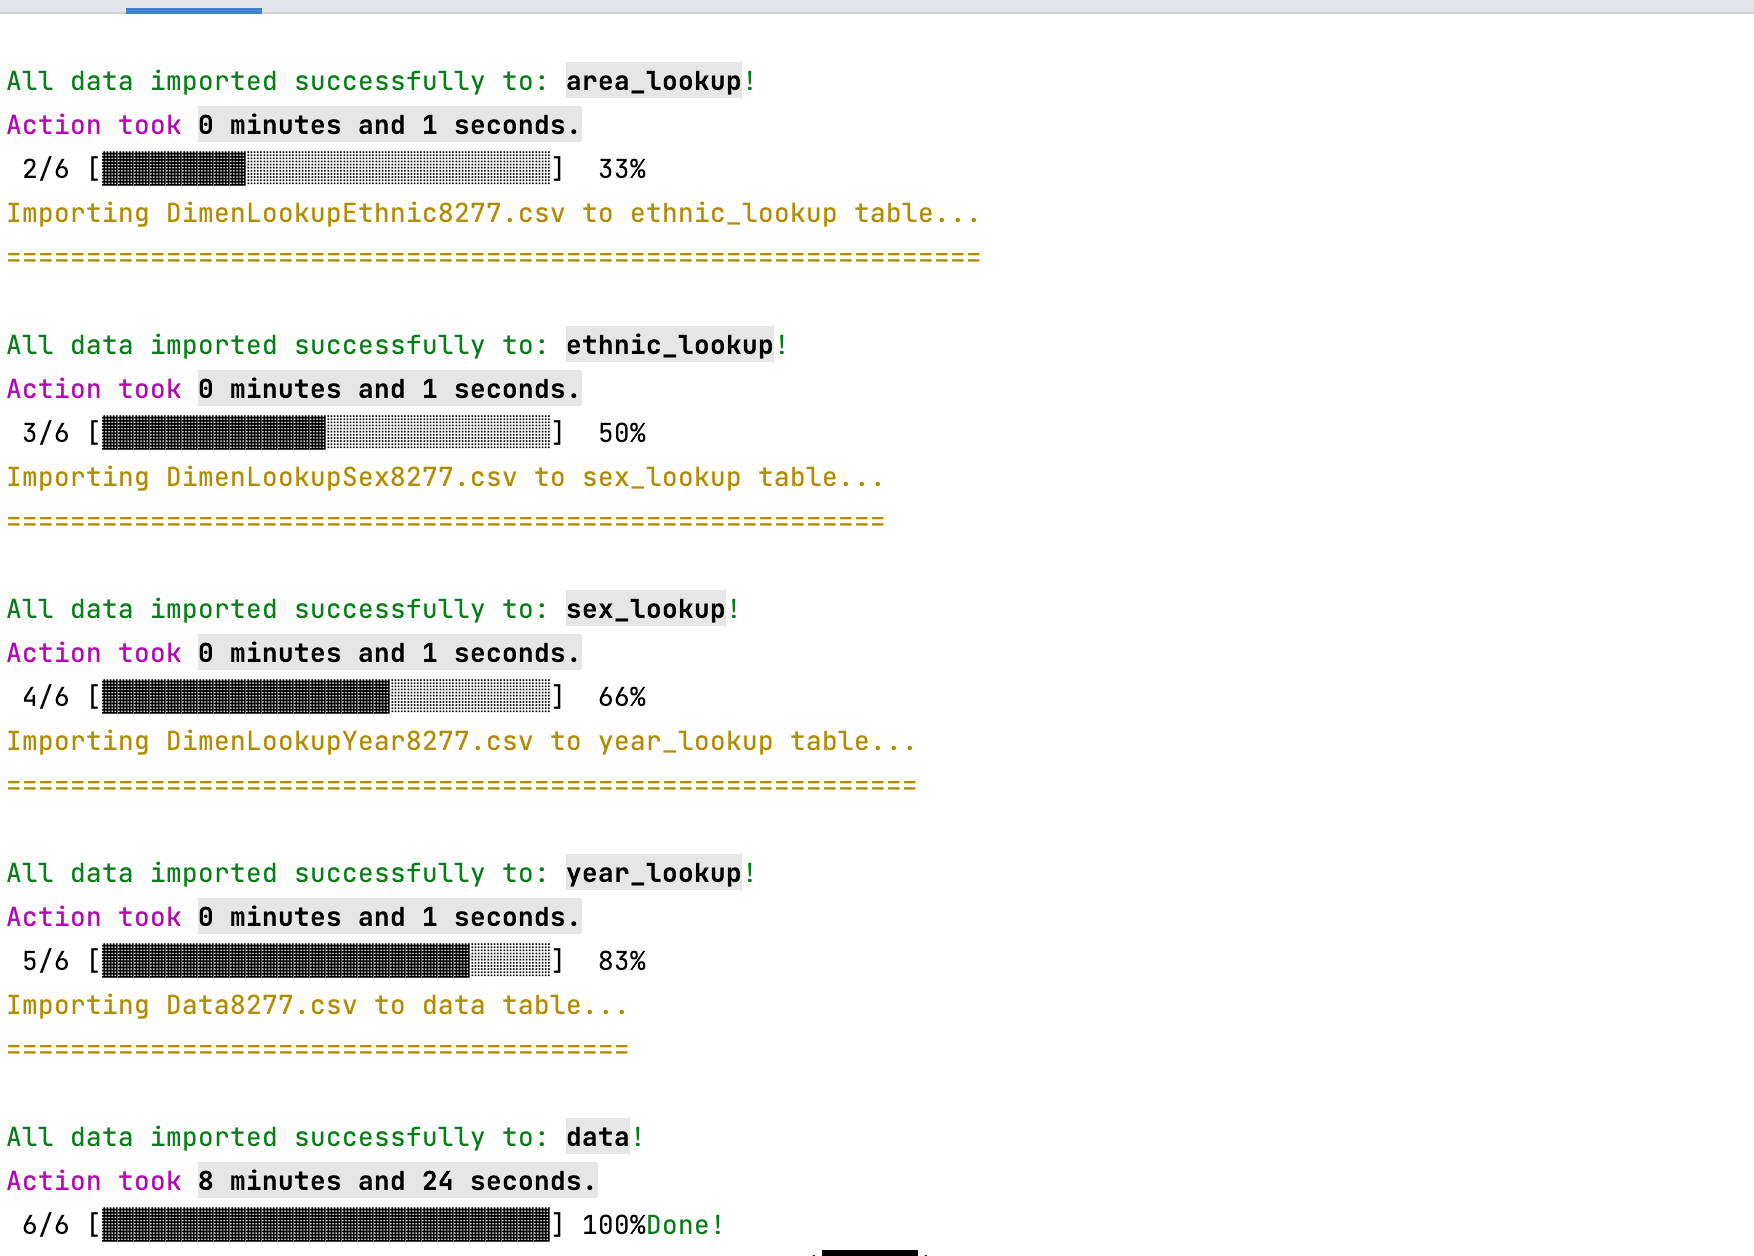 All data imported successfully to: area_lookup!
Action took 0 minutes and 1 seconds.
2/6 [▓▓▓▓▓▓▓▓▓░░░░░░░░░░░░░░░░░░░]  33%
Importing DimenLookupEthnic8277.csv to ethnic_lookup table...
=============================================================
All data imported successfully to: ethnic_lookup!
Action took 0 minutes and 1 seconds.
3/6 [▓▓▓▓▓▓▓▓▓▓▓▓▓▓░░░░░░░░░░░░░░]  50%
Importing DimenLookupSex8277.csv to sex_lookup table...
=======================================================
All data imported successfully to: sex_lookup!
Action took 0 minutes and 1 seconds.
4/6 [▓▓▓▓▓▓▓▓▓▓▓▓▓▓▓▓▓▓░░░░░░░░░░]  66%
Importing DimenLookupYear8277.csv to year_lookup table...
=========================================================
All data imported successfully to: year_lookup!
Action took 0 minutes and 1 seconds.
5/6 [▓▓▓▓▓▓▓▓▓▓▓▓▓▓▓▓▓▓▓▓▓▓▓░░░░░]  83%
Importing Data8277.csv to data table...
=======================================
All data imported successfully to: data!
Action took 8 minutes and 24 seconds.
6/6 [▓▓▓▓▓▓▓▓▓▓▓▓▓▓▓▓▓▓▓▓▓▓▓▓▓▓▓▓] 100%Done!